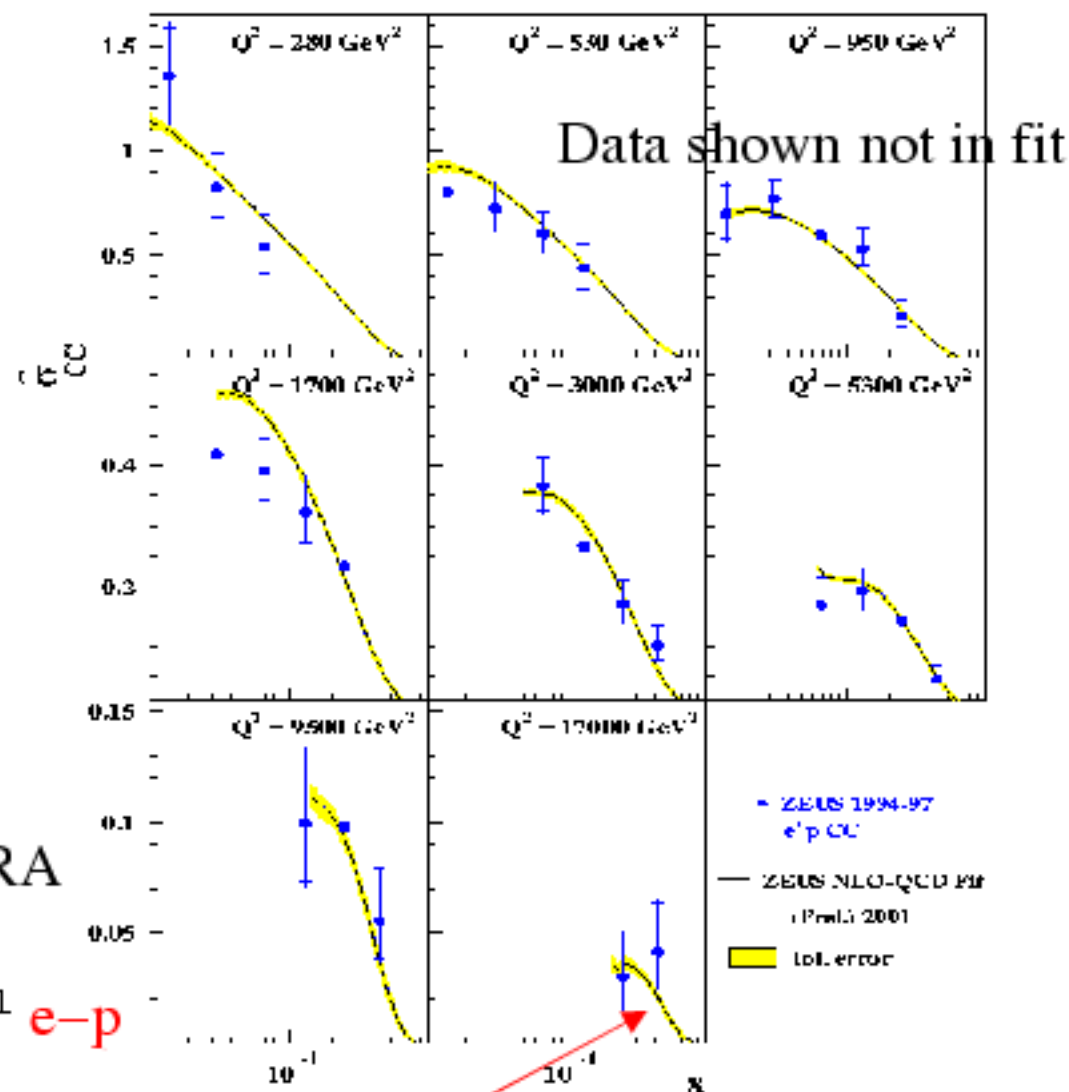 1.5
Q² = 280 GeV²
Q² = 530 GeV²
Q² = 950 GeV²
Data shown not in fit
1
0.5
σ̃ CC
Q² = 1700 GeV²
Q² = 3000 GeV²
Q² = 5300 GeV²
0.4
0.3
0.15
Q² = 9500 GeV²
Q² = 17000 GeV²
0.1
ZEUS 1994-97
e⁺p CC
RA
ZEUS NLO-QCD Fit
(Prel.) 2001
0.05
tot. error
e-p
10⁻¹
10⁻¹
x